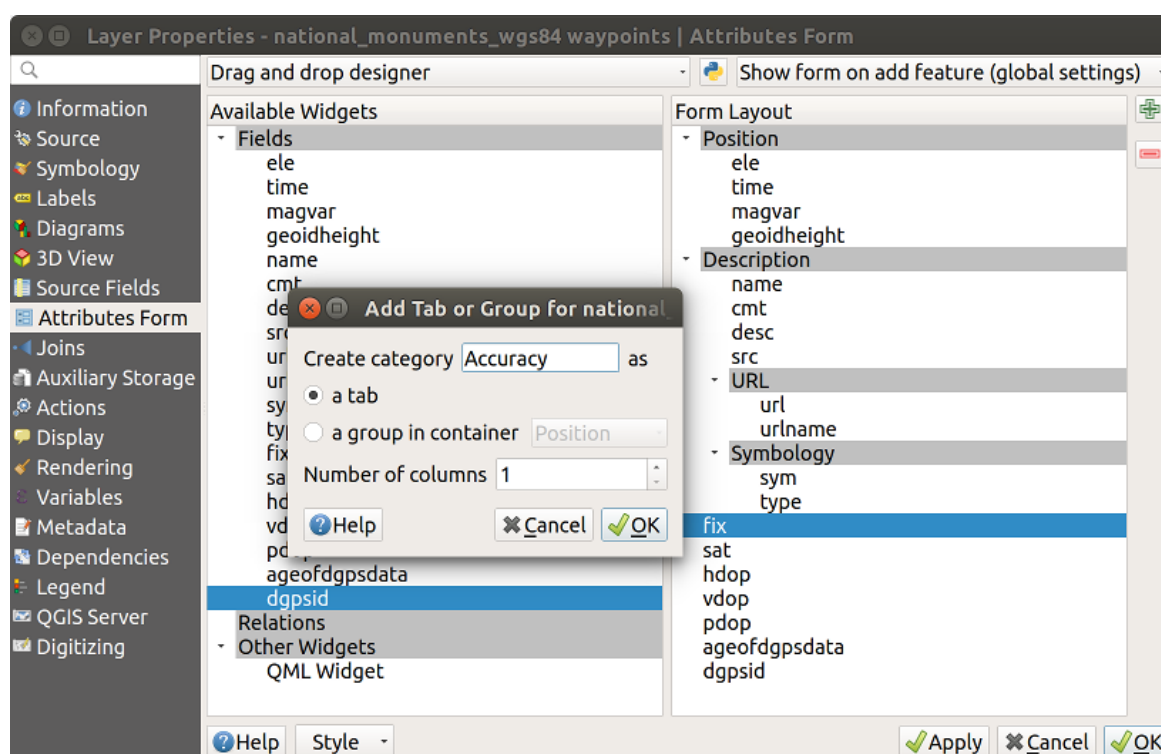 Layer Properties - national_monuments_wgs84 waypoints | Attributes Form
Drag and drop designer
Show form on add feature (global settings)
Information
Source
Symbology
Labels
Diagrams
3D View
Source Fields
Attributes Form
Joins
Auxiliary Storage
Actions
Display
Rendering
Variables
Metadata
Dependencies
Legend
QGIS Server
Digitizing
Available Widgets
Fields
ele
time
magvar
geoidheight
name
cmt
ageofdgpsdata
dgpsid
Relations
Other Widgets
QML Widget
Add Tab or Group for national_
Create category Accuracy as
a tab
a group in container Position
Number of columns 1
Help
Cancel
OK
Form Layout
Position
ele
time
magvar
geoidheight
Description
name
cmt
desc
src
URL
url
urlname
Symbology
sym
type
fix
sat
hdop
vdop
pdop
ageofdgpsdata
dgpsid
Help
Style
Apply
Cancel
OK